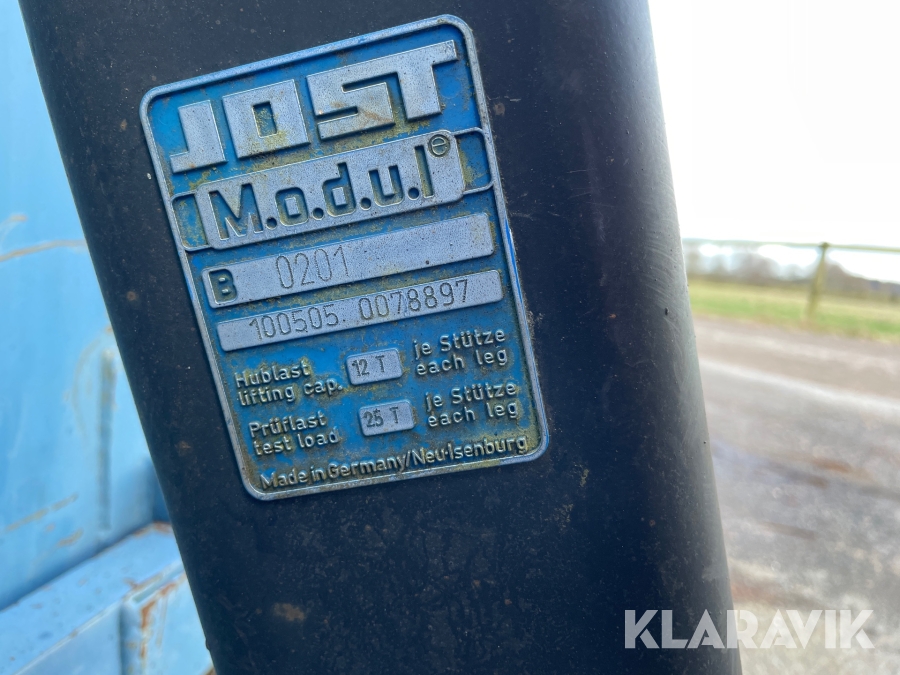 JOST
M.o.d.u.l e
B 0201
100505 0078897
Hublast 12 T je Stütze
lifting cap. each leg
Prüflast 25 T je Stütze
test load each leg
Made in Germany/Neu-Isenburg
KLARAVIK